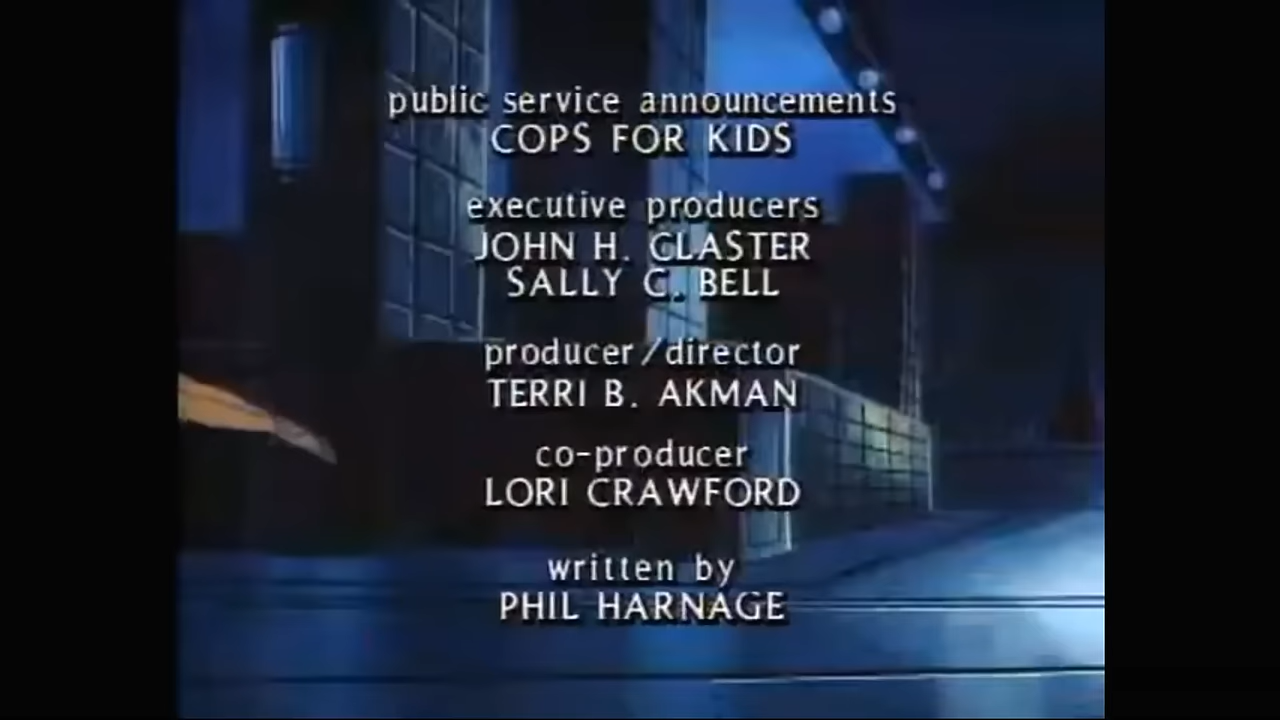 public service announcements
COPS FOR KIDS
executive producers
JOHN H. CLASTER
SALLY C. BELL
producer/director
TERRI B. AKMAN
co-producer
LORI CRAWFORD
written by
PHIL HARNAGE